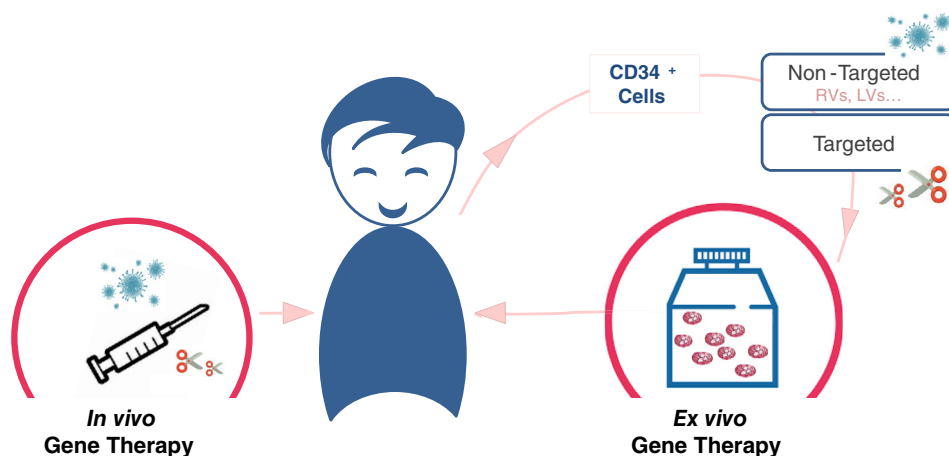 CD34 +
Cells
Non-Targeted
RVs, LVs...
Targeted
In vivo
Gene Therapy
Ex vivo
Gene Therapy